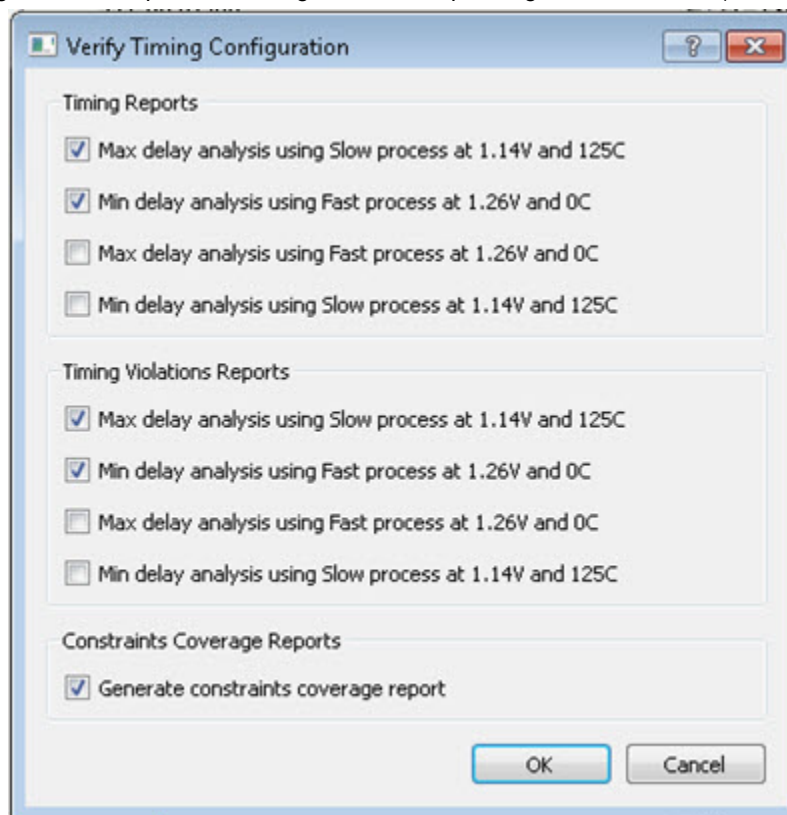 Verify Timing Configuration
Timing Reports
Max delay analysis using Slow process at 1.14V and 125C
Min delay analysis using Fast process at 1.26V and 0C
Max delay analysis using Fast process at 1.26V and 0C
Min delay analysis using Slow process at 1.14V and 125C
Timing Violations Reports
Max delay analysis using Slow process at 1.14V and 125C
Min delay analysis using Fast process at 1.26V and 0C
Max delay analysis using Fast process at 1.26V and 0C
Min delay analysis using Slow process at 1.14V and 125C
Constraints Coverage Reports
Generate constraints coverage report
OK Cancel